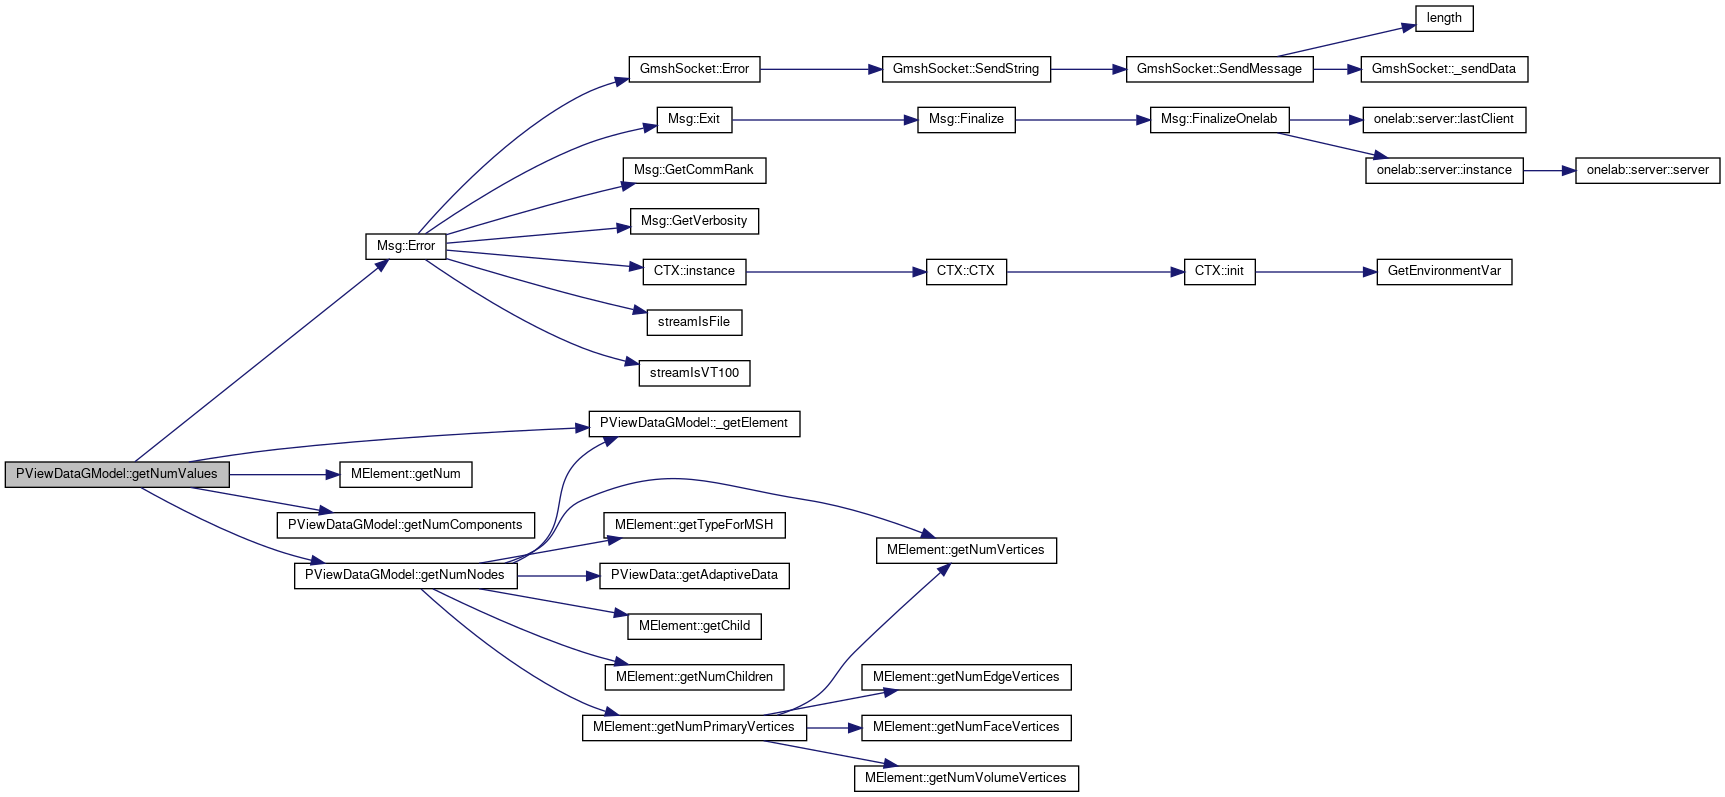 length
GmshSocket::Error
GmshSocket::SendString
GmshSocket::SendMessage
GmshSocket::_sendData
Msg::Exit
Msg::Finalize
Msg::FinalizeOnelab
onelab::server::lastClient
Msg::GetCommRank
onelab::server::instance
onelab::server::server
Msg::GetVerbosity
Msg::Error
CTX::instance
CTX::CTX
CTX::init
GetEnvironmentVar
streamIsFile
streamIsVT100
PViewDataGModel::_getElement
PViewDataGModel::getNumValues
MElement::getNum
PViewDataGModel::getNumComponents
MElement::getTypeForMSH
MElement::getNumVertices
PViewDataGModel::getNumNodes
PViewData::getAdaptiveData
MElement::getChild
MElement::getNumChildren
MElement::getNumEdgeVertices
MElement::getNumPrimaryVertices
MElement::getNumFaceVertices
MElement::getNumVolumeVertices